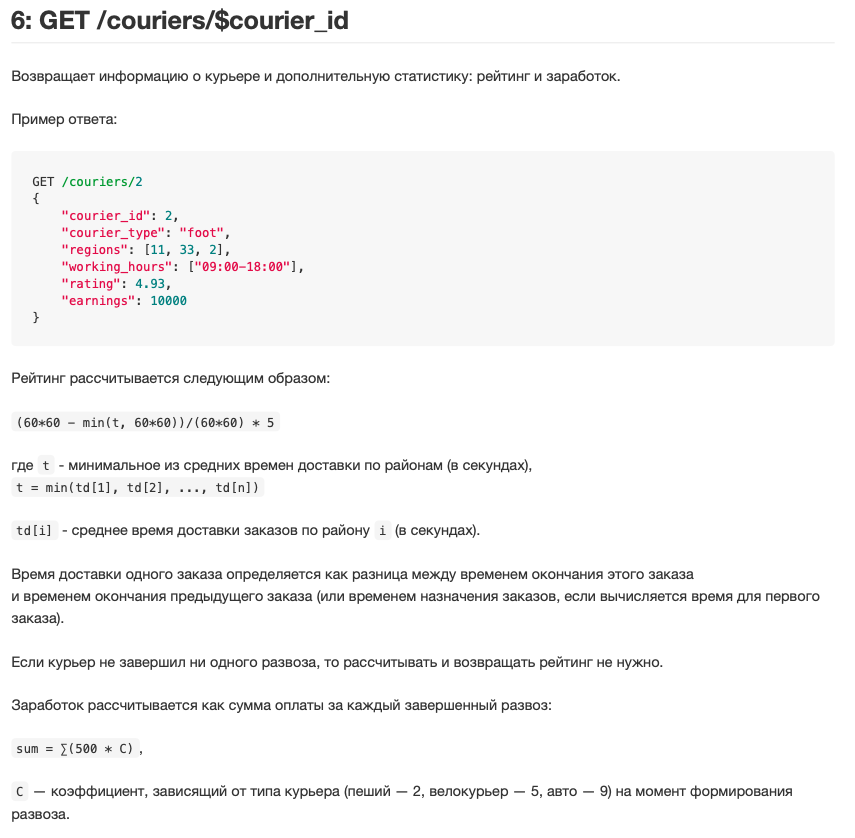 6: GET /couriers/$courier_id
Возвращает информацию о курьере и дополнительную статистику: рейтинг и заработок.
Пример ответа:
GET /couriers/2
{
    "courier_id": 2,
    "courier_type": "foot",
    "regions": [11, 33, 2],
    "working_hours": ["09:00-18:00"],
    "rating": 4.93,
    "earnings": 10000
}
Рейтинг рассчитывается следующим образом:
(60*60 - min(t, 60*60))/(60*60) * 5
где t - минимальное из средних времен доставки по районам (в секундах),
t = min(td[1], td[2], ..., td[n])
td[i] - среднее время доставки заказов по району i (в секундах).
Время доставки одного заказа определяется как разница между временем окончания этого заказа
и временем окончания предыдущего заказа (или временем назначения заказов, если вычисляется время для первого
заказа).
Если курьер не завершил ни одного развоза, то рассчитывать и возвращать рейтинг не нужно.
Заработок рассчитывается как сумма оплаты за каждый завершенный развоз:
sum = ∑(500 * C) ,
C — коэффициент, зависящий от типа курьера (пеший — 2, велокурьер — 5, авто — 9) на момент формирования
развоза.